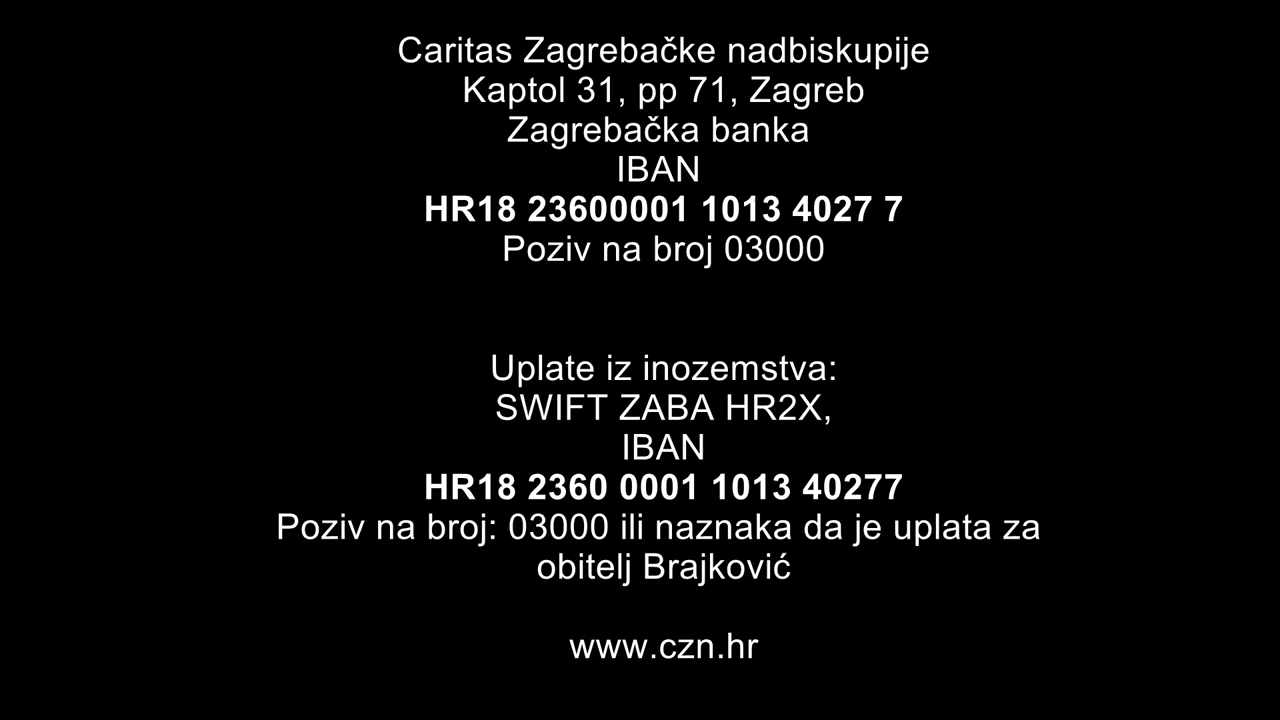 Caritas Zagrebačke nadbiskupije
Kaptol 31, pp 71, Zagreb
Zagrebačka banka
IBAN
HR18 23600001 1013 4027 7
Poziv na broj 03000
Uplate iz inozemstva:
SWIFT ZABA HR2X,
IBAN
HR18 2360 0001 1013 40277
Poziv na broj: 03000 ili naznaka da je uplata za
obitelj Brajković
www.czn.hr